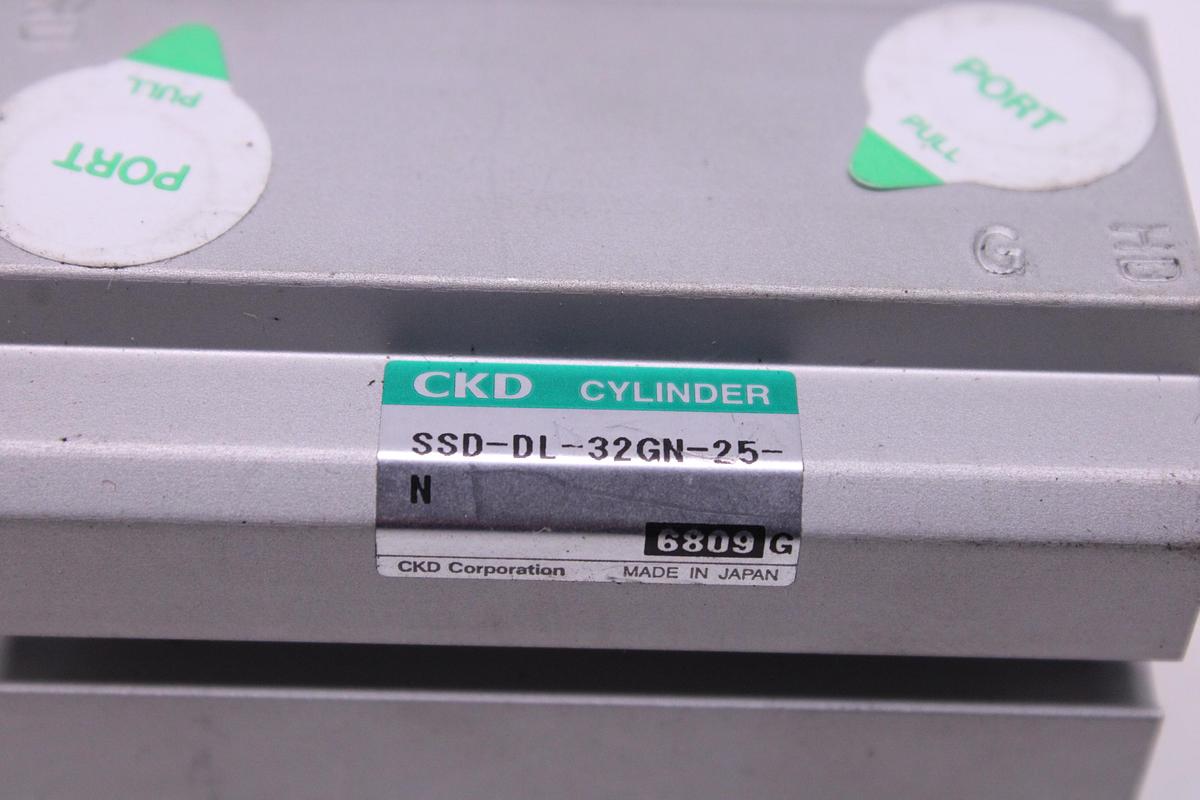 PORT
PULL
PORT
PULL
G
HD
CKD CYLINDER
SSD-DL-32GN-25-
N
6809 G
CKD Corporation MADE IN JAPAN